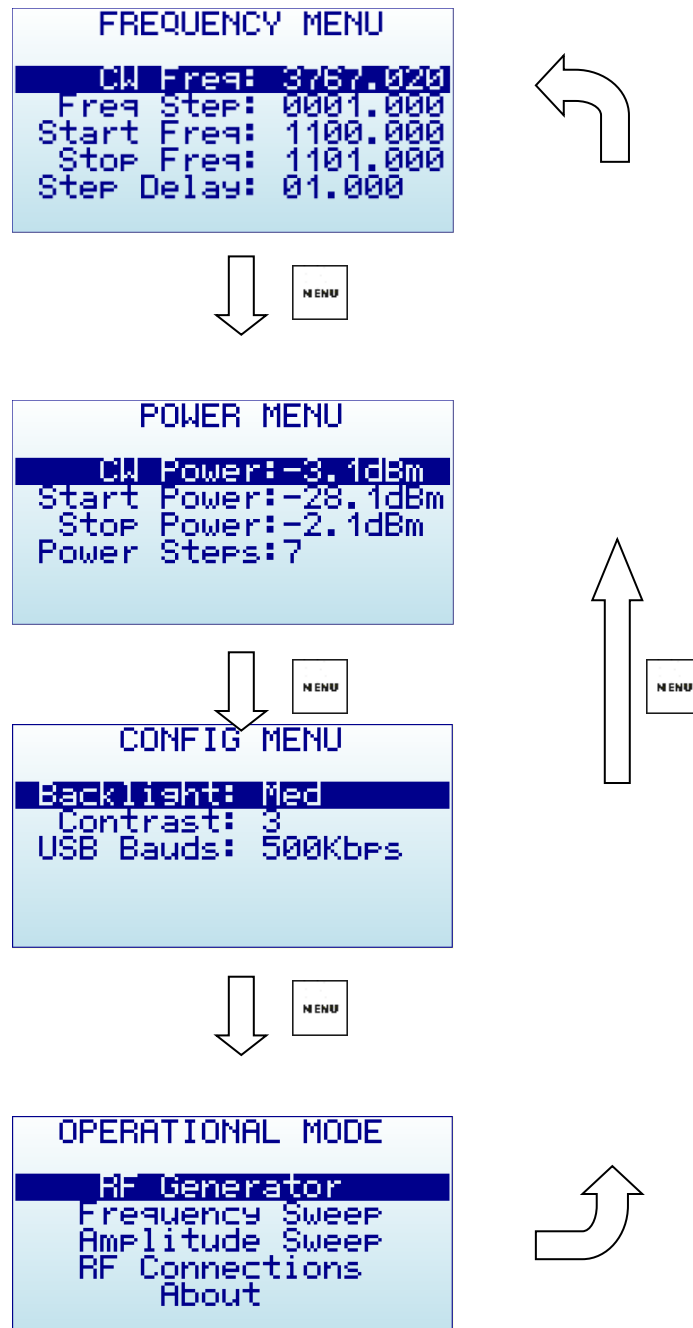 FREQUENCY MENU
CW Freq: 3767.020
Freq Step: 0001.000
Start Freq: 1100.000
Stop Freq: 1101.000
Step Delay: 01.000
MENU
POWER MENU
CW Power:-3.1dBm
Start Power:-28.1dBm
Stop Power:-2.1dBm
Power Steps:7
MENU
MENU
CONFIG MENU
Backlight: Med
Contrast: 3
USB Bauds: 500Kbps
MENU
OPERATIONAL MODE
RF Generator
Frequency Sweep
Amplitude Sweep
RF Connections
About